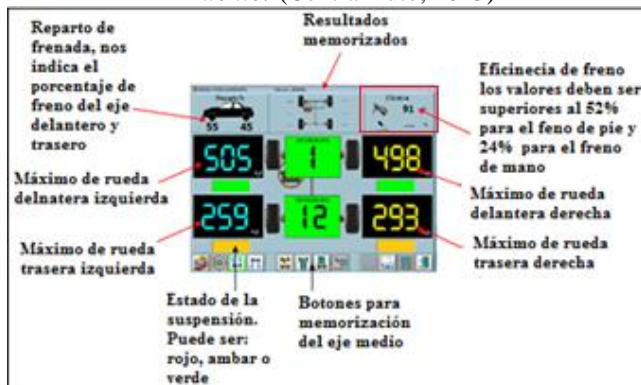 Reparto de
frenada, nos
indica el
porcentaje de
freno del eje
delantero y
trasero
Resultados
memorizados
Eficinecia de freno
los valores deben ser
superiores al 52%
para el feno de pie y
24% para el freno
de mano
91
55 45
505
1
498
259
12
293
Máximo de rueda
delnatera izquierda
Máximo de rueda
delantera derecha
Máximo de rueda
trasera izquierda
Máximo de rueda
trasera derecha
Estado de la
suspensión.
Puede ser:
rojo, ambar o
verde
Botones para
memorización
del eje medio